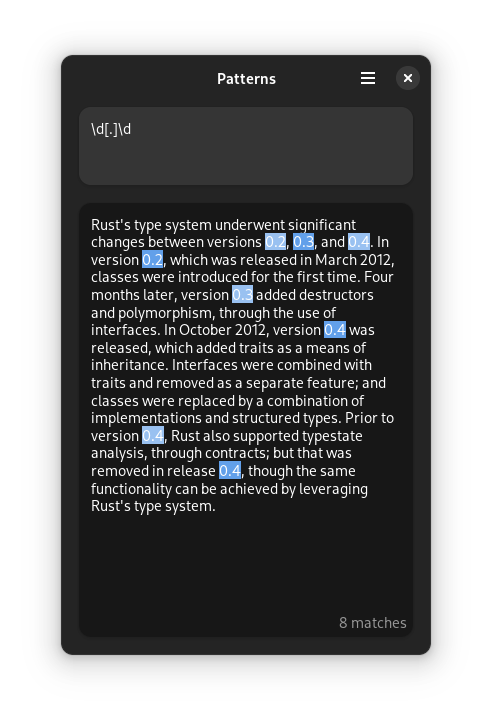 Patterns
\d[.]\d
Rust's type system underwent significant
changes between versions 0.2, 0.3, and 0.4. In
version 0.2, which was released in March 2012,
classes were introduced for the first time. Four
months later, version 0.3 added destructors
and polymorphism, through the use of
interfaces. In October 2012, version 0.4 was
released, which added traits as a means of
inheritance. Interfaces were combined with
traits and removed as a separate feature; and
classes were replaced by a combination of
implementations and structured types. Prior to
version 0.4, Rust also supported typestate
analysis, through contracts; but that was
removed in release 0.4, though the same
functionality can be achieved by leveraging
Rust's type system.
8 matches